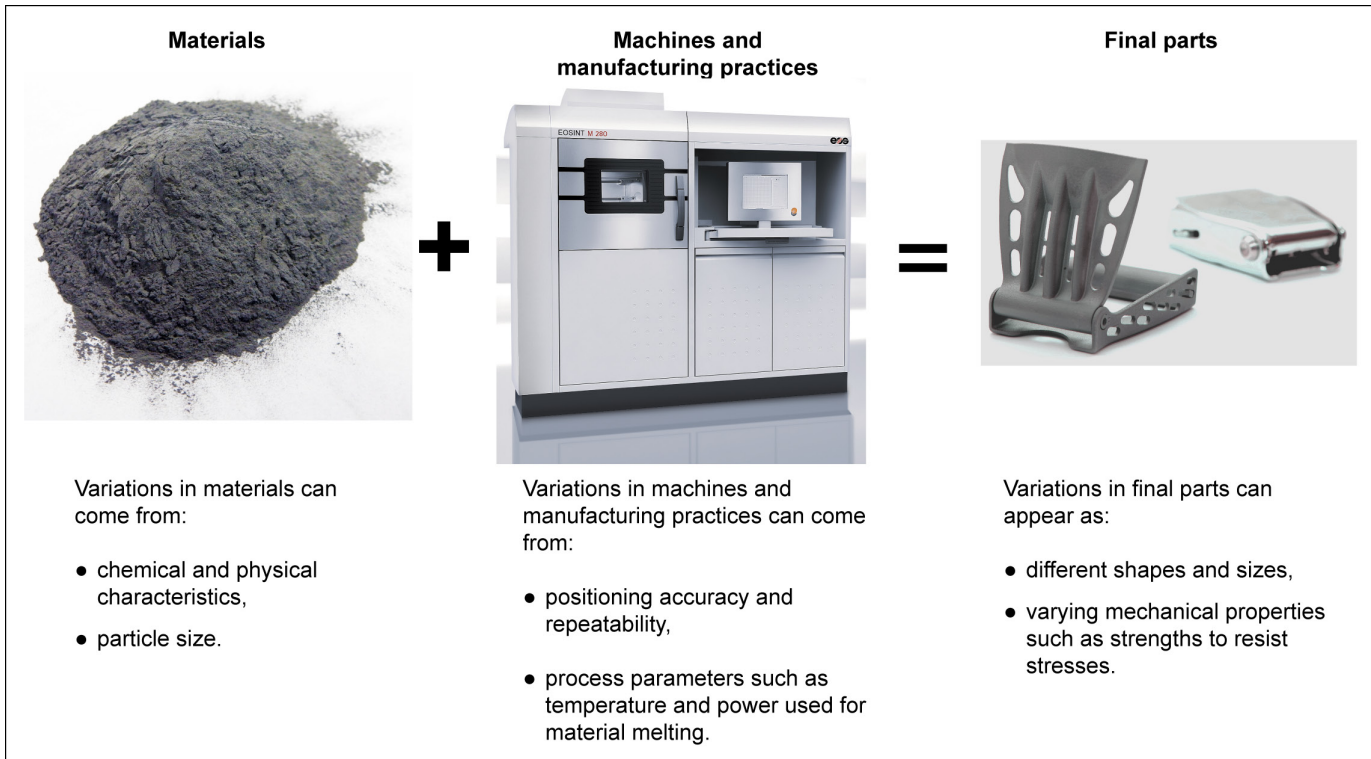 Materials
Machines and
manufacturing practices
Final parts
EOSINT M 280
eos
Variations in materials can
come from:
● chemical and physical
characteristics,
● particle size.
Variations in machines and
manufacturing practices can come
from:
● positioning accuracy and
repeatability,
● process parameters such as
temperature and power used for
material melting.
Variations in final parts can
appear as:
● different shapes and sizes,
● varying mechanical properties
such as strengths to resist
stresses.